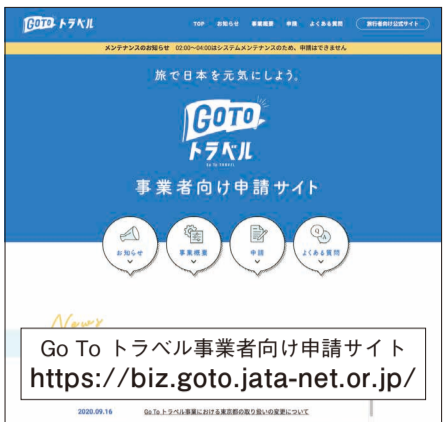 GOTO トラベル
TOP お知らせ 事業概要 申請 よくある質問 旅行者向け公式サイト
メンテナンスのお知らせ 02:00〜04:00はシステムメンテナンスのため、申請はできません
旅で日本を元気にしよう。
GOTO
トラベル
GO TO TRAVEL
事業者向け申請サイト
お知らせ 事業概要 申請 よくある質問
Q A
News
Go To トラベル事業者向け申請サイト
https://biz.goto.jata-net.or.jp/
2020.09.16 Go To トラベル事業における東京都の取り扱いの変更について